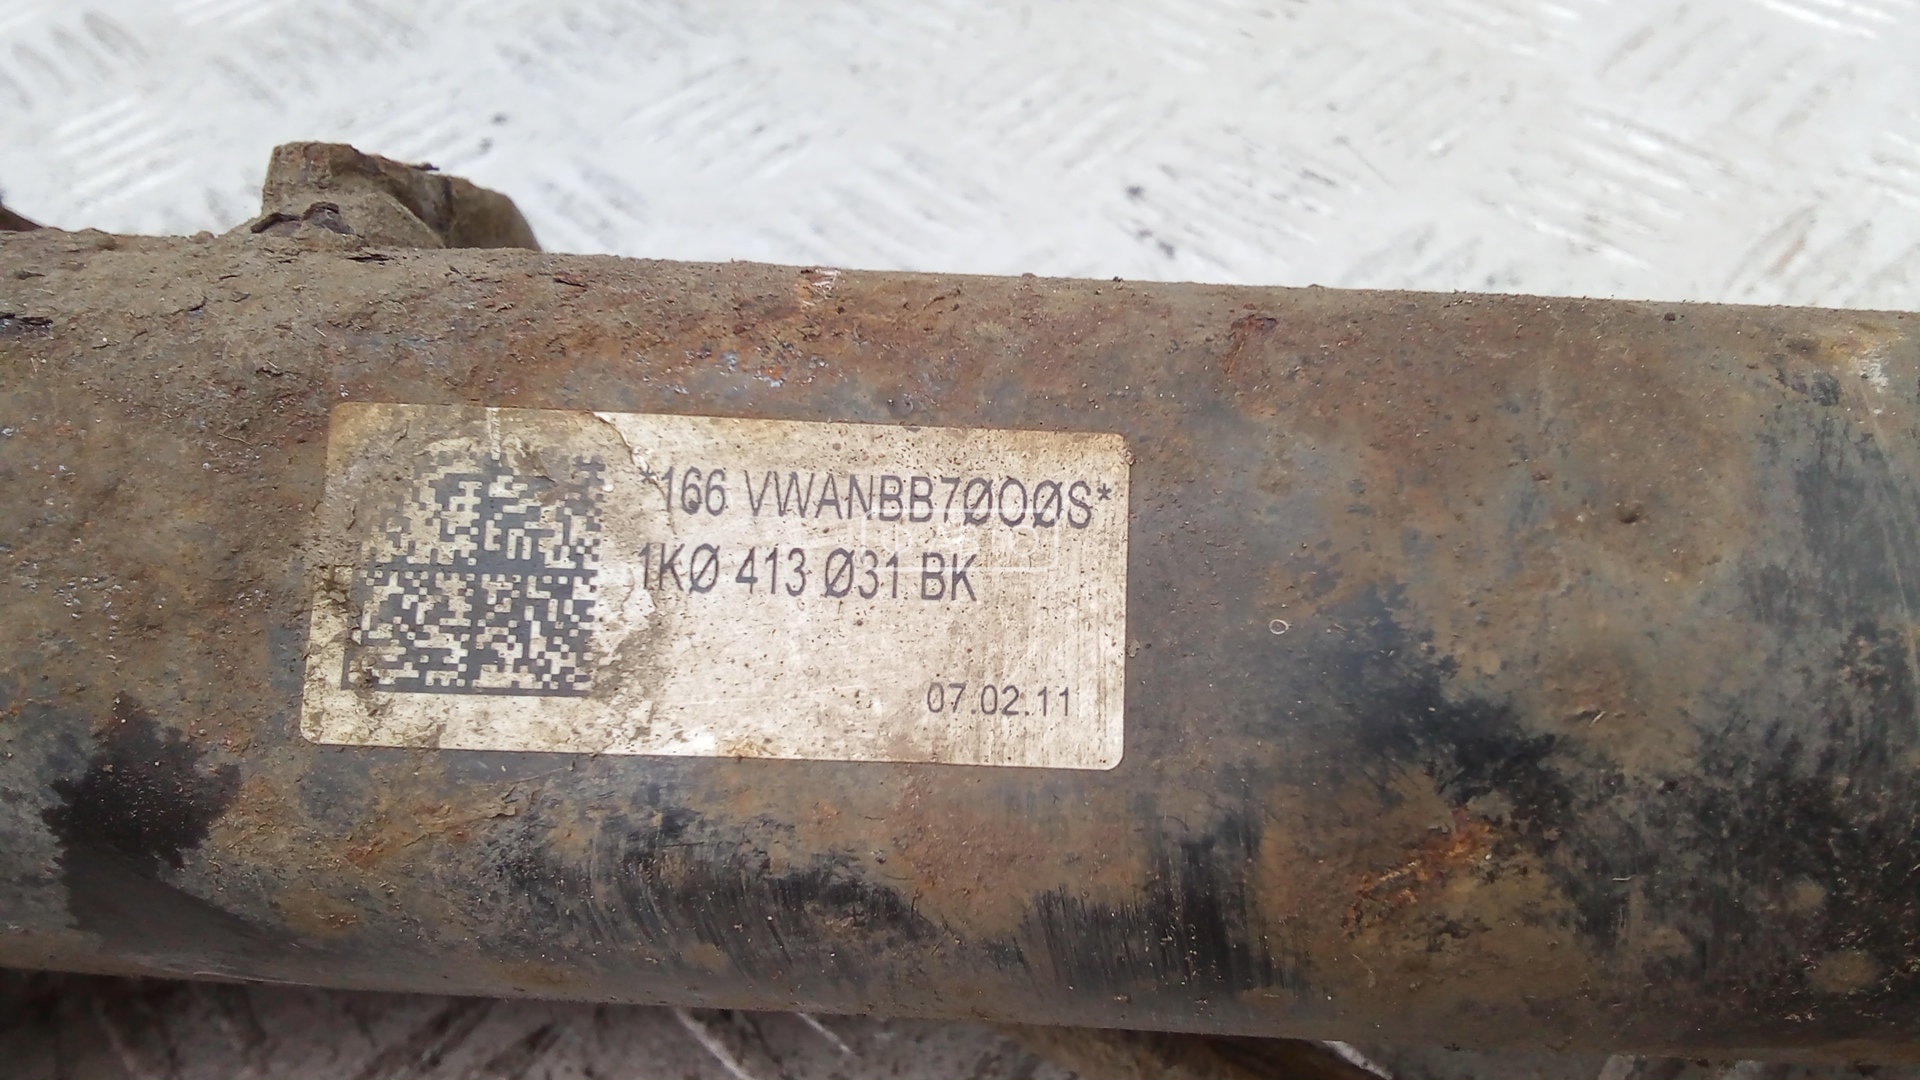 *166 VWANBB7ØOØS*
1KØ 413 Ø31 BK
07.02.11